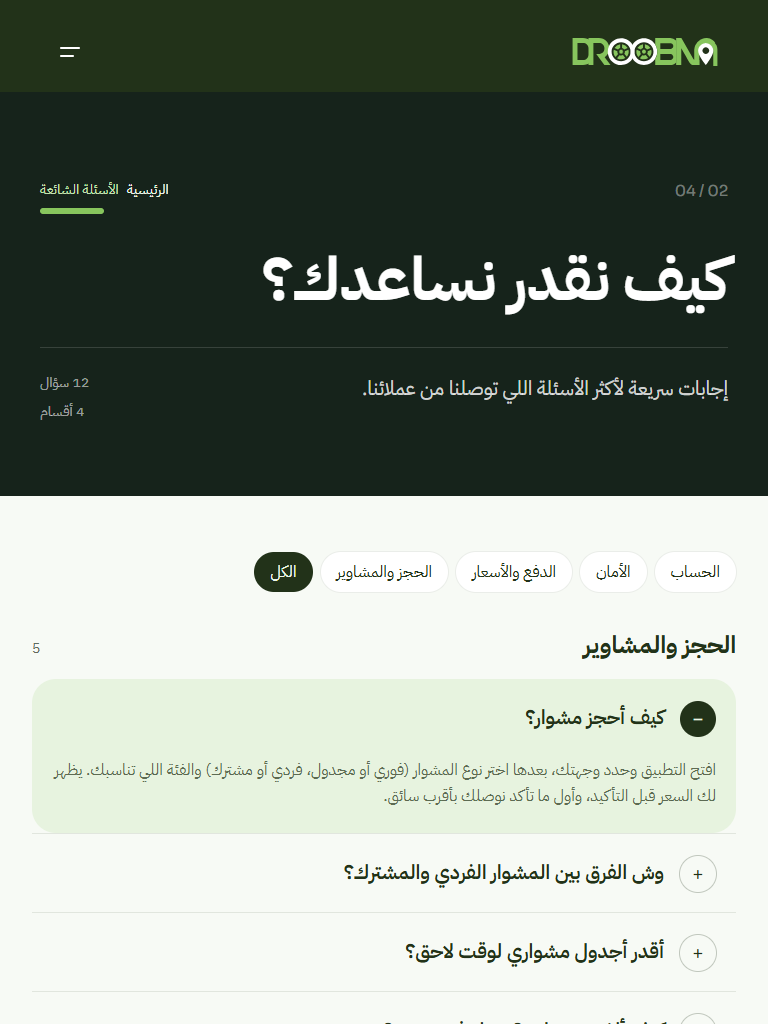 DROOBNA
04 / 02
الرئيسية الأسئلة الشائعة
كيف نقدر نساعدك؟
إجابات سريعة لأكثر الأسئلة اللي توصلنا من عملائنا.
12 سؤال
4 أقسام
الحساب
الأمان
الدفع والأسعار
الحجز والمشاوير
الكل
الحجز والمشاوير
5
كيف أحجز مشوار؟
افتح التطبيق وحدد وجهتك، بعدها اختر نوع المشوار (فوري أو مجدول، فردي أو مشترك) والفئة اللي تناسبك. يظهر
لك السعر قبل التأكيد، وأول ما تأكد نوصلك بأقرب سائق.
وش الفرق بين المشوار الفردي والمشترك؟
أقدر أجدول مشواري لوقت لاحق؟